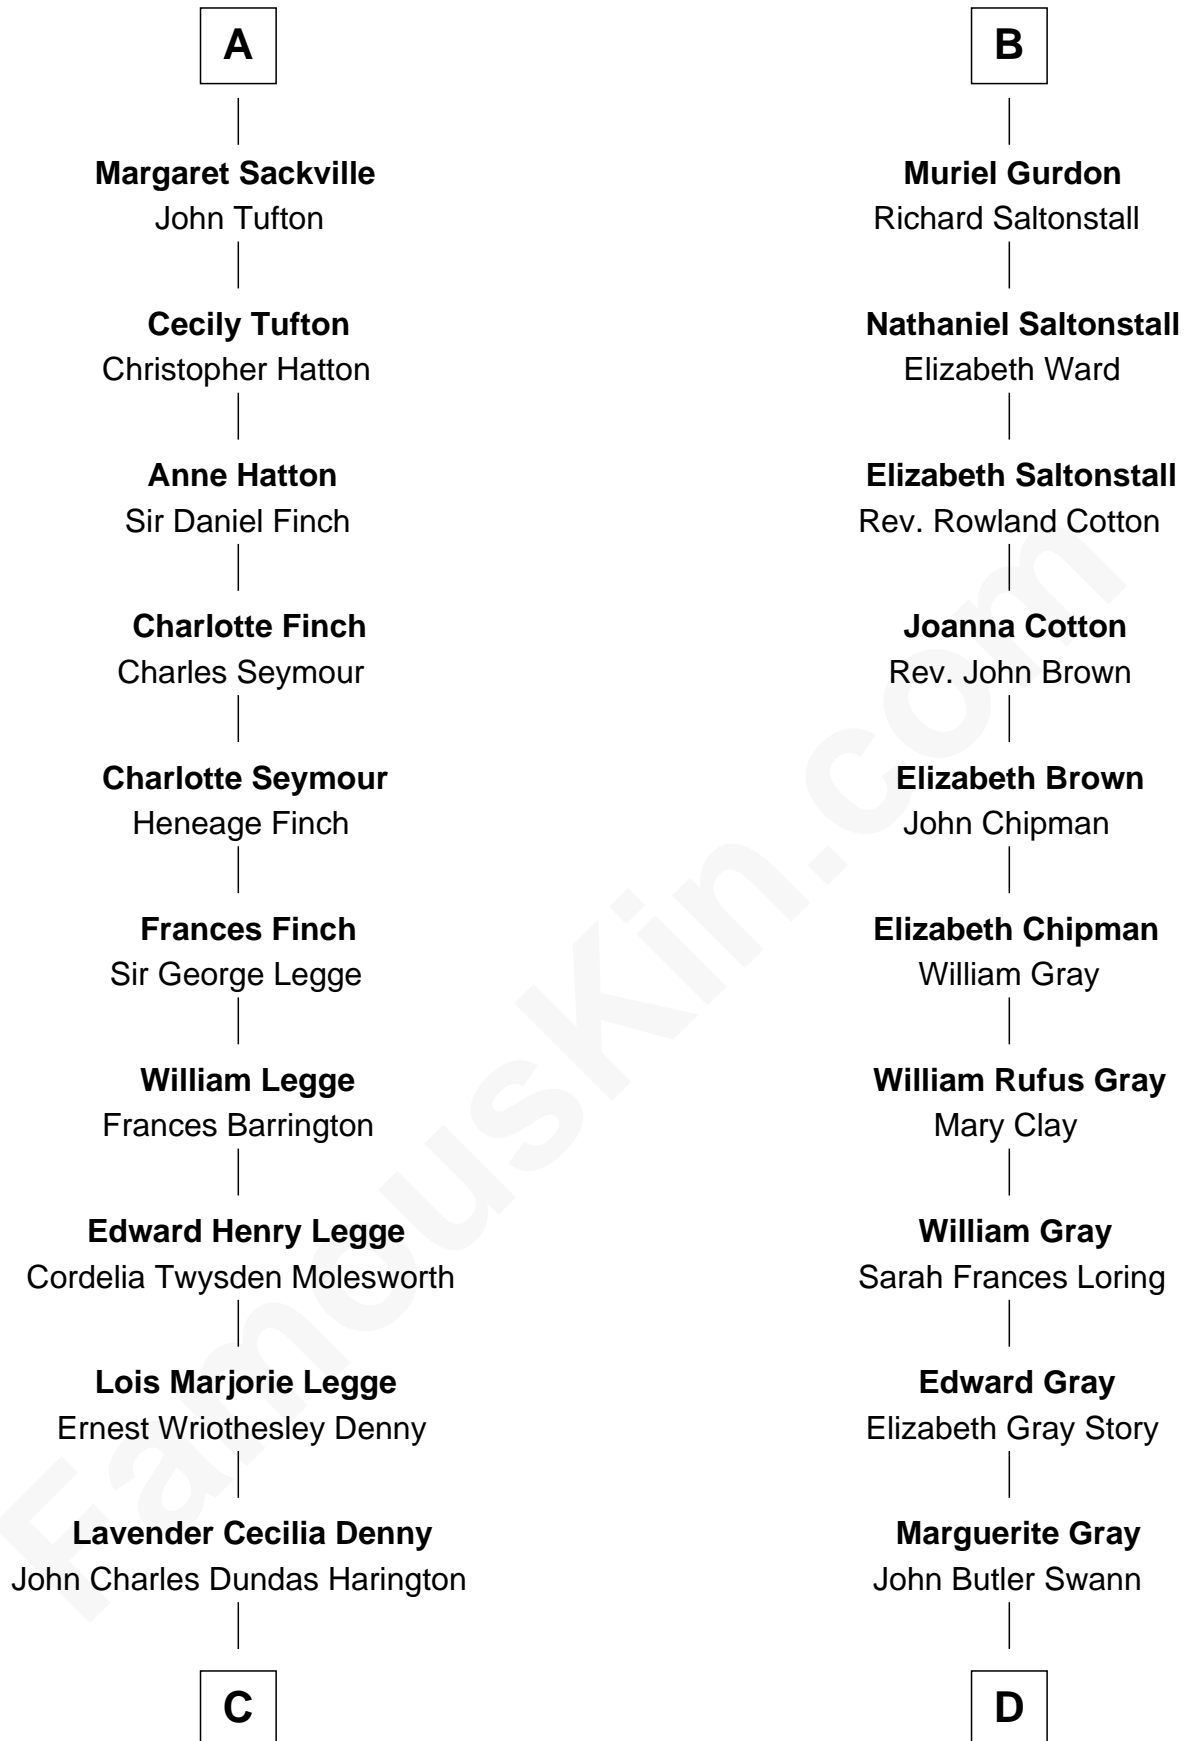 A
Margaret Sackville
John Tufton
Cecily Tufton
Christopher Hatton
Anne Hatton
Sir Daniel Finch
Charlotte Finch
Charles Seymour
Charlotte Seymour
Heneage Finch
Frances Finch
Sir George Legge
William Legge
Frances Barrington
Edward Henry Legge
Cordelia Twysden Molesworth
Lois Marjorie Legge
Ernest Wriothesley Denny
Lavender Cecilia Denny
John Charles Dundas Harington
C
B
Muriel Gurdon
Richard Saltonstall
Nathaniel Saltonstall
Elizabeth Ward
Elizabeth Saltonstall
Rev. Rowland Cotton
Joanna Cotton
Rev. John Brown
Elizabeth Brown
John Chipman
Elizabeth Chipman
William Gray
William Rufus Gray
Mary Clay
William Gray
Sarah Frances Loring
Edward Gray
Elizabeth Gray Story
Marguerite Gray
John Butler Swann
D
FamousKin.com